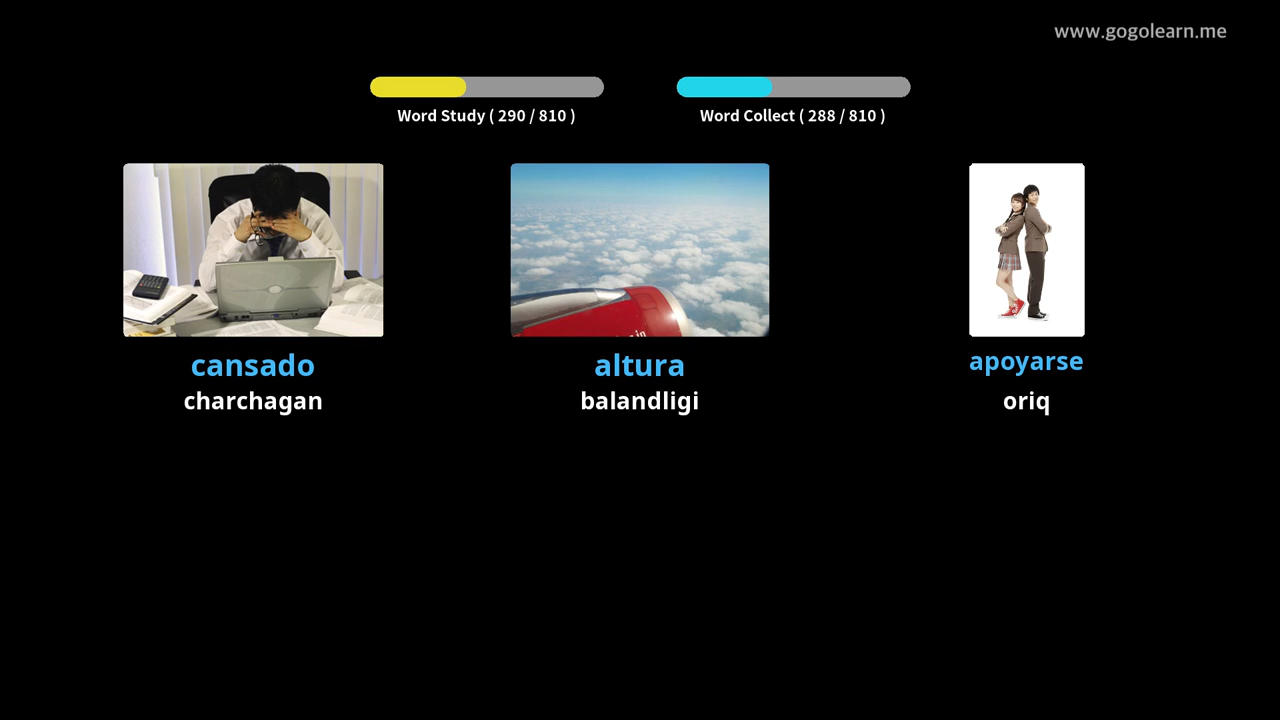 www.gogolearn.me
Word Study ( 290 / 810 )
Word Collect ( 288 / 810 )
cansado
altura
apoyarse
charchagan
balandligi
oriq